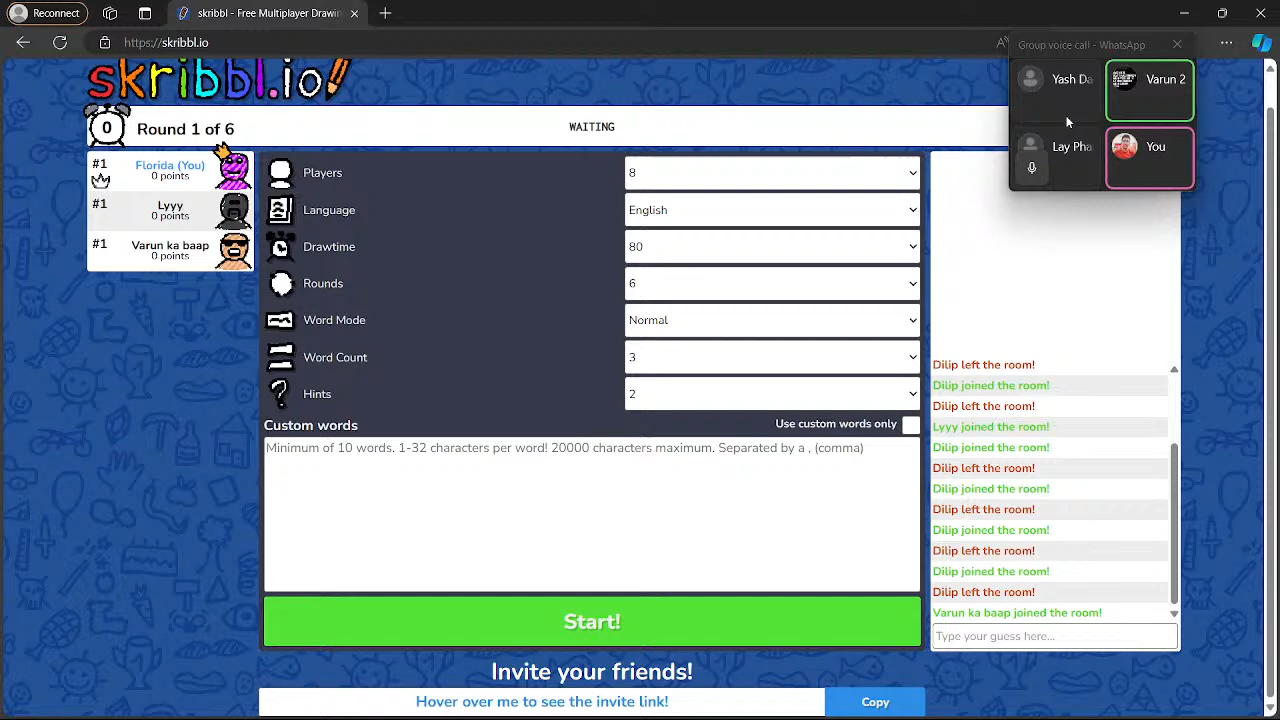 Reconnect
skribbl - Free Multiplayer Drawin
https://skribbl.io
Group voice call - WhatsApp
Yash Da
Varun 2
Lay Pha
You
skribbl.io
0
Round 1 of 6
WAITING
#1
Florida (You)
0 points
#1
Lyyy
0 points
#1
Varun ka baap
0 points
Players
8
Language
English
Drawtime
80
Rounds
6
Word Mode
Normal
Word Count
3
Hints
2
Custom words
Use custom words only
Minimum of 10 words. 1-32 characters per word! 20000 characters maximum. Separated by a , (comma)
Start!
Invite your friends!
Hover over me to see the invite link!
Copy
Dilip left the room!
Dilip joined the room!
Dilip left the room!
Lyyy joined the room!
Dilip joined the room!
Dilip left the room!
Dilip joined the room!
Dilip left the room!
Dilip joined the room!
Dilip left the room!
Dilip joined the room!
Dilip left the room!
Varun ka baap joined the room!
Type your guess here...